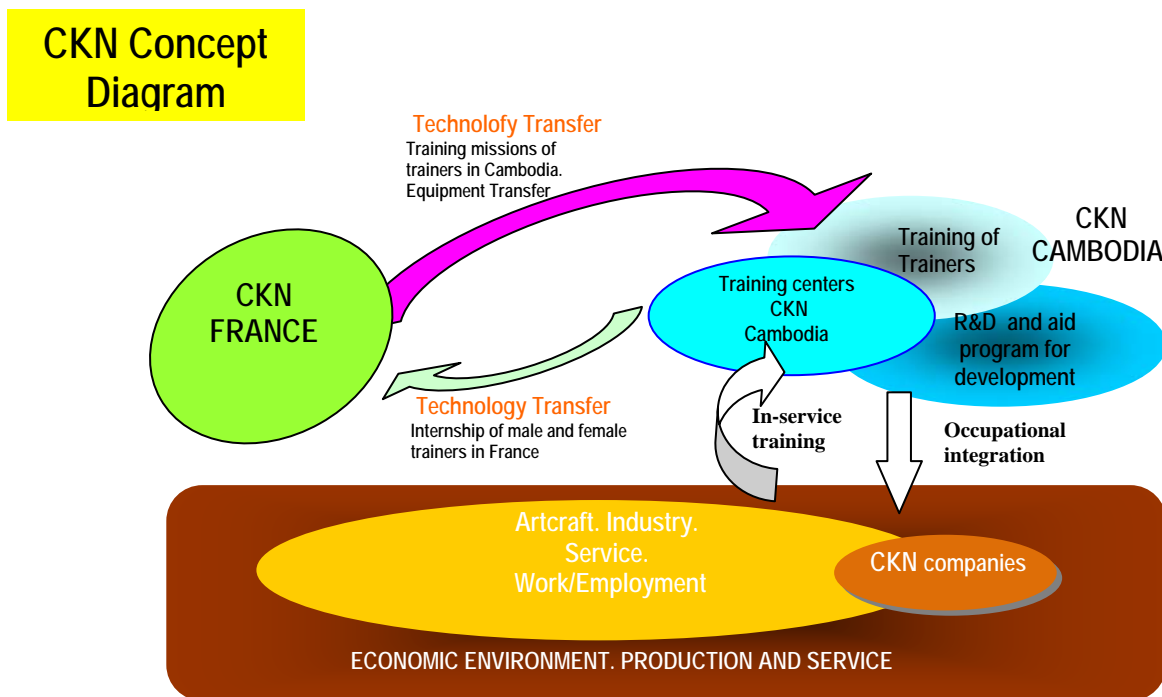 CKN Concept
Diagram
Technolofy Transfer
Training missions of
trainers in Cambodia.
Equipment Transfer
CKN
FRANCE
Training of
Trainers
CKN
CAMBODIA
Training centers
CKN
Cambodia
R&D and aid
program for
development
Technology Transfer
Internship of male and female
trainers in France
In-service
training
Occupational
integration
Artcraft. Industry.
Service.
Work/Employment
CKN companies
ECONOMIC ENVIRONMENT. PRODUCTION AND SERVICE